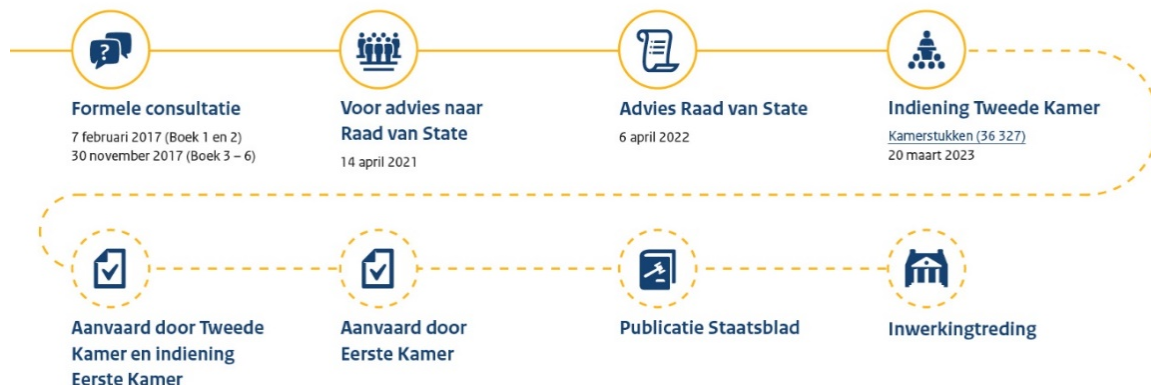 ?
Formele consultatie
7 februari 2017 (Boek 1 en 2)
30 november 2017 (Boek 3 – 6)
Voor advies naar
Raad van State
14 april 2021
Advies Raad van State
6 april 2022
Indiening Tweede Kamer
Kamerstukken (36 327)
20 maart 2023
Aanvaard door Tweede
Kamer en indiening
Eerste Kamer
Aanvaard door
Eerste Kamer
Publicatie Staatsblad
Inwerkingtreding